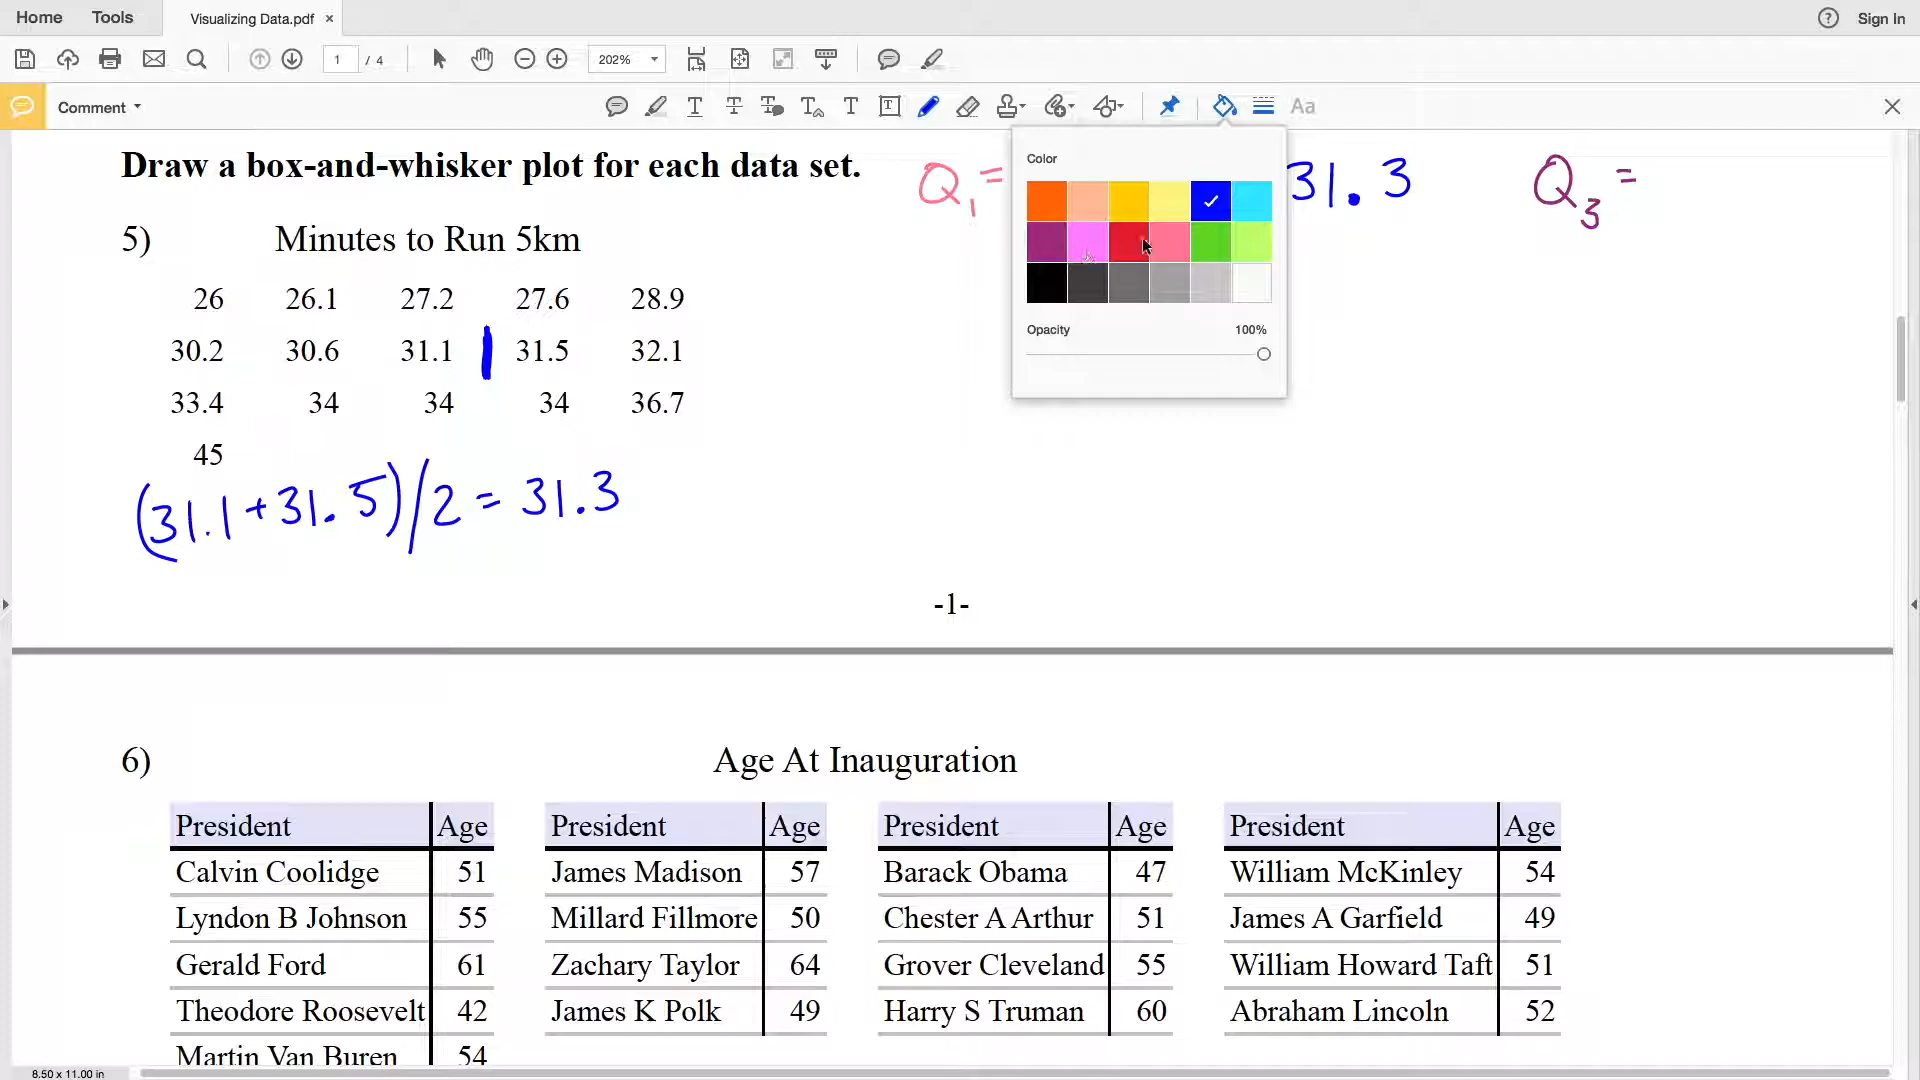 Home Tools Visualizing Data.pdf × Sign In
1 / 4 202%
Comment Aa
Draw a box-and-whisker plot for each data set.
Q1 = 31.3 Q3 =
Color
Opacity 100%
5) Minutes to Run 5km
26 26.1 27.2 27.6 28.9
30.2 30.6 31.1 31.5 32.1
33.4 34 34 34 36.7
45
(31.1+31.5)/2 = 31.3
-1-
6) Age At Inauguration
President Age President Age President Age President Age
Calvin Coolidge 51 James Madison 57 Barack Obama 47 William McKinley 54
Lyndon B Johnson 55 Millard Fillmore 50 Chester A Arthur 51 James A Garfield 49
Gerald Ford 61 Zachary Taylor 64 Grover Cleveland 55 William Howard Taft 51
Theodore Roosevelt 42 James K Polk 49 Harry S Truman 60 Abraham Lincoln 52
Martin Van Buren 54
8.50 x 11.00 in